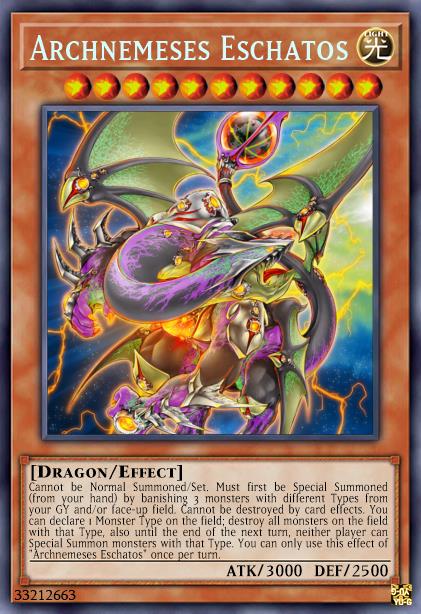 ARCHNEMESES ESCHATOS
LIGHT
光
[DRAGON/EFFECT]
Cannot be Normal Summoned/Set. Must first be Special Summoned
(from your hand) by banishing 3 monsters with different Types from
your GY and/or face-up field. Cannot be destroyed by card effects. You
can declare 1 Monster Type on the field; destroy all monsters on the field
with that Type, also until the end of the next turn, neither player can
Special Summon monsters with that Type. You can only use this effect of
"Archnemeses Eschatos" once per turn.
ATK/3000 DEF/2500
33212663